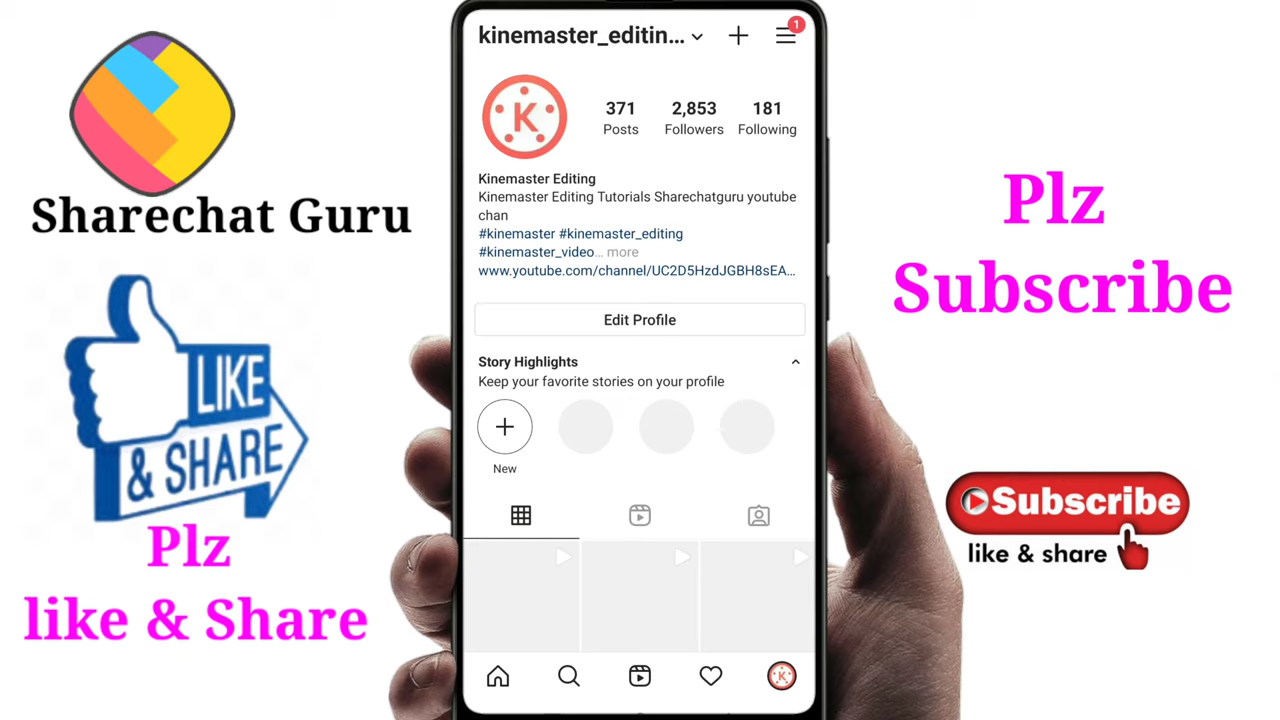 Sharechat Guru
LIKE
& SHARE
Plz
like & Share
kinemaster_editin...
1
371
Posts
2,853
Followers
181
Following
K
Kinemaster Editing
Kinemaster Editing Tutorials Sharechatguru youtube
chan
#kinemaster #kinemaster_editing
#kinemaster_video... more
www.youtube.com/channel/UC2D5HzdJGBH8sEA...
Edit Profile
Story Highlights
Keep your favorite stories on your profile
New
K
Plz
Subscribe
Subscribe
like & share